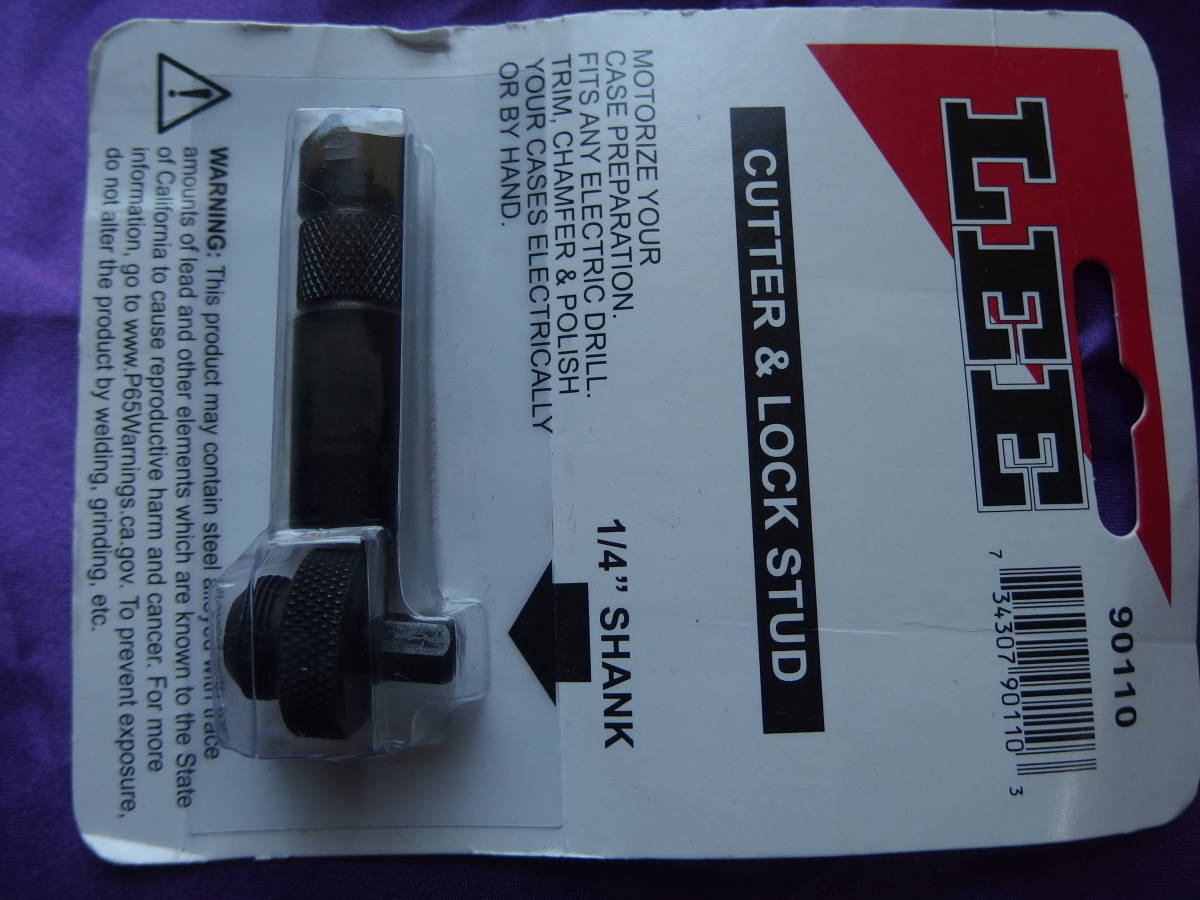 LEE
90110
7 34307 90110 3
CUTTER & LOCK STUD
MOTORIZE YOUR
CASE PREPARATION.
FITS ANY ELECTRIC DRILL.
TRIM, CHAMFER & POLISH
YOUR CASES ELECTRICALLY
OR BY HAND.
1/4" SHANK
WARNING: This product may contain steel alloyed with trace
amounts of lead and other elements which are known to the State
of California to cause reproductive harm and cancer. For more
information, go to www.P65Warnings.ca.gov. To prevent exposure,
do not alter the product by welding, grinding, etc.